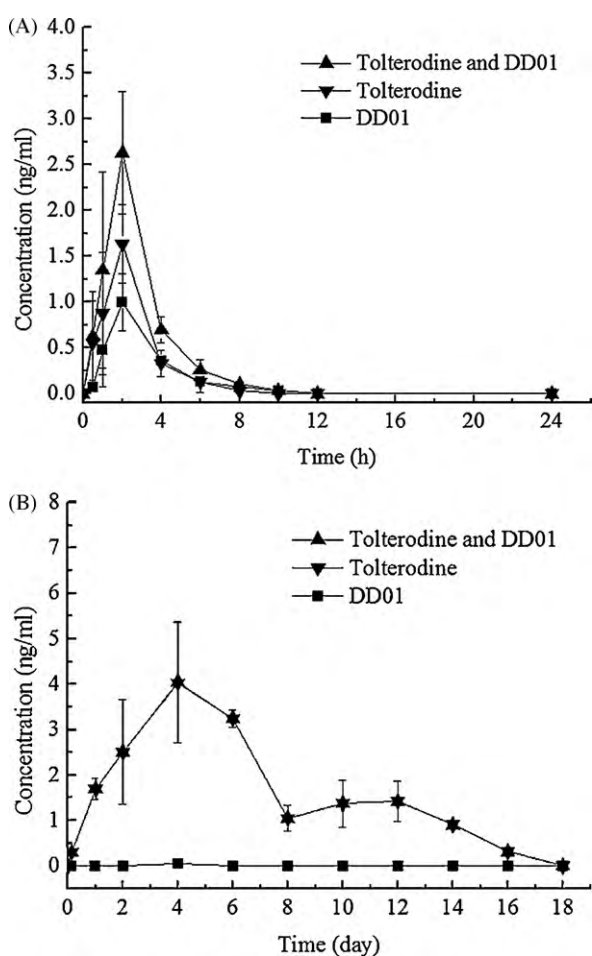 (A)
4.0
3.5
3.0
2.5
2.0
1.5
1.0
0.5
0.0
Concentration (ng/ml)
Tolterodine and DD01
Tolterodine
DD01
0 4 8 12 16 20 24
Time (h)
(B)
8
7
6
5
4
3
2
1
0
Concentration (ng/ml)
Tolterodine and DD01
Tolterodine
DD01
0 2 4 6 8 10 12 14 16 18
Time (day)